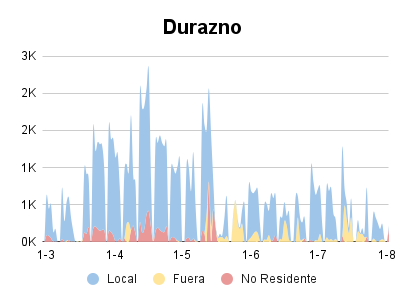 Durazno
3K
2K
2K
1K
1K
0K
1-3
1-4
1-5
1-6
1-7
1-8
Local Fuera No Residente